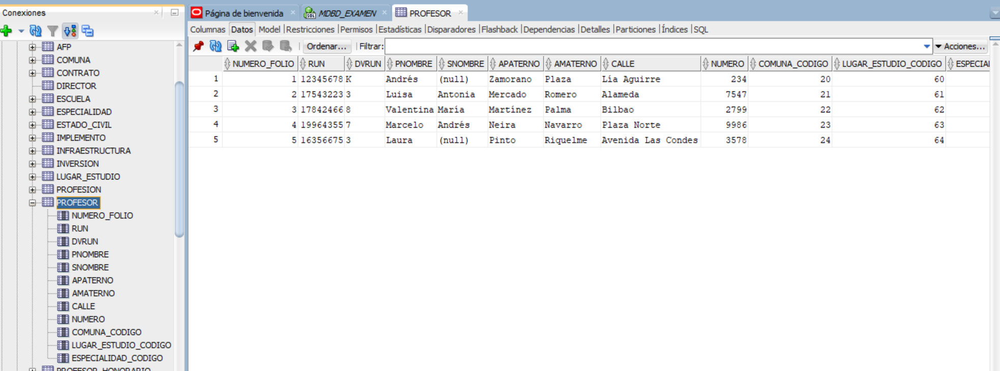 Conexiones
AFP
COMUNA
CONTRATO
DIRECTOR
ESCUELA
ESPECIALIDAD
ESTADO_CIVIL
IMPLEMENTO
INFRAESTRUCTURA
INVERSION
LUGAR_ESTUDIO
PROFESION
PROFESOR
NUMERO_FOLIO
RUN
DVRUN
PNOMBRE
SNOMBRE
APATERNO
AMATERNO
CALLE
NUMERO
COMUNA_CODIGO
LUGAR_ESTUDIO_CODIGO
ESPECIALIDAD_CODIGO
PROFESOR_HONORARIO
Página de bienvenida MDBD_EXAMEN PROFESOR
Columnas Datos Model |Restricciones |Permisos |Estadísticas |Disparadores |Flashback |Dependencias |Detalles |Particiones |Índices |SQL
Ordenar... Filtrar: Acciones...
NUMERO_FOLIO RUN DVRUN PNOMBRE SNOMBRE APATERNO AMATERNO CALLE NUMERO COMUNA_CODIGO LUGAR_ESTUDIO_CODIGO ESPECIAL
1 1 12345678 K Andrés (null) Zamorano Plaza Lía Aguirre 234 20 60
2 2 17543223 3 Luisa Antonia Mercado Romero Alameda 7547 21 61
3 3 17842466 8 Valentina María Martínez Palma Bilbao 2799 22 62
4 4 19964355 7 Marcelo Andrés Neira Navarro Plaza Norte 9986 23 63
5 5 16356675 3 Laura (null) Pinto Riquelme Avenida Las Condes 3578 24 64